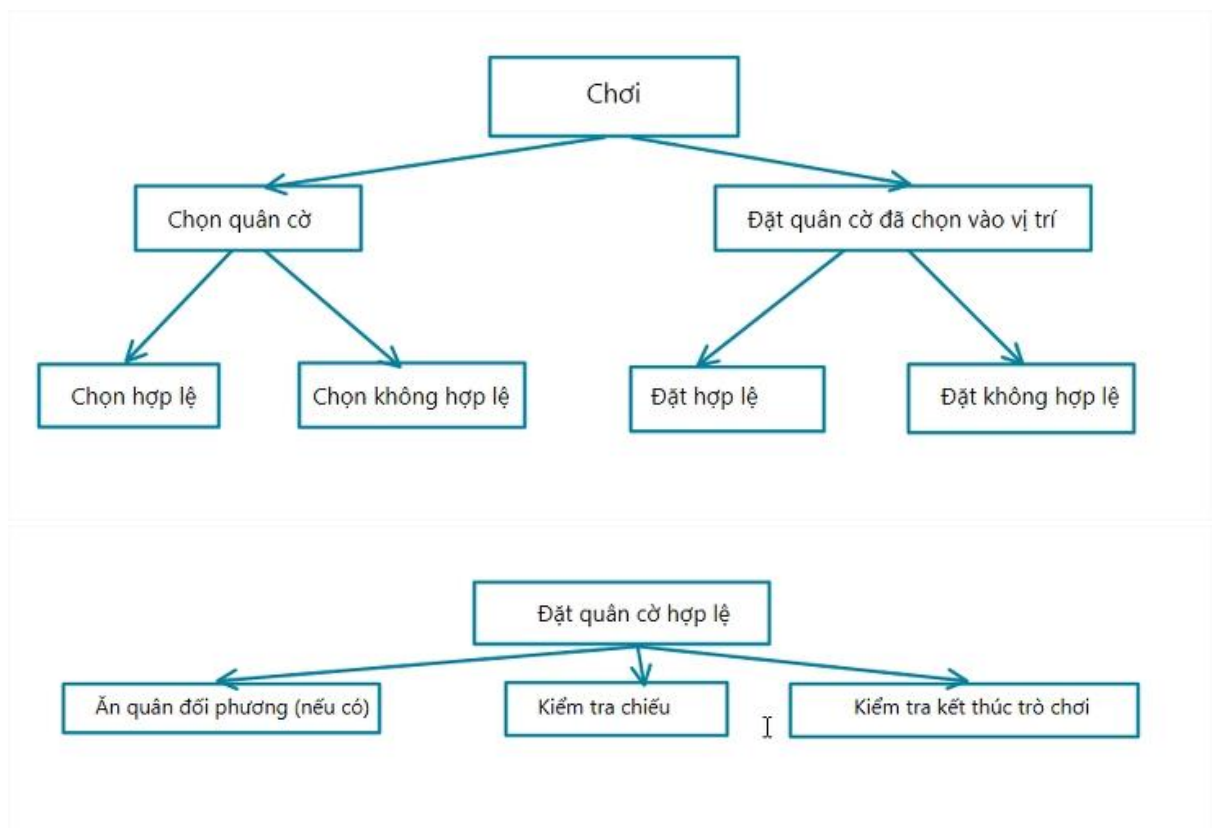 Chơi
Chọn quân cờ
Đặt quân cờ đã chọn vào vị trí
Chọn hợp lệ
Chọn không hợp lệ
Đặt hợp lệ
Đặt không hợp lệ
Đặt quân cờ hợp lệ
Ăn quân đối phương (nếu có)
Kiểm tra chiếu
Kiểm tra kết thúc trò chơi